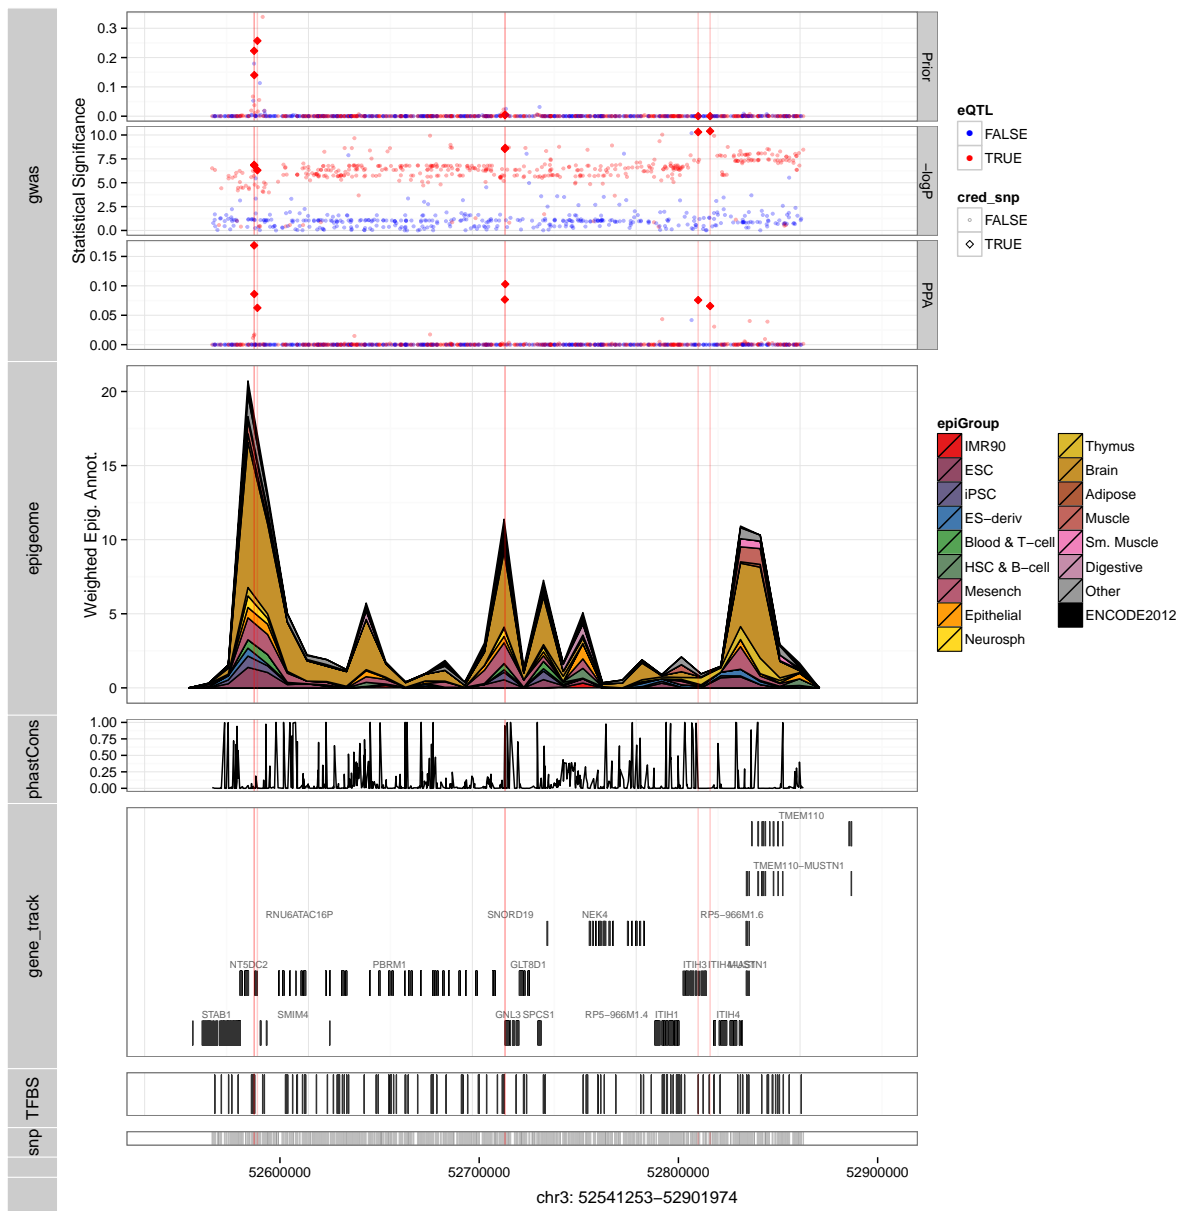 gwas
Statistical Significance
0.3
0.2
0.1
0.0
Prior
10.0
7.5
5.0
2.5
0.0
−logP
0.15
0.10
0.05
0.00
PPA
eQTL
FALSE
TRUE
cred_snp
FALSE
TRUE
epigeome
Weighted Epig. Annot.
20
15
10
5
0
epiGroup
IMR90
ESC
iPSC
ES−deriv
Blood & T−cell
HSC & B−cell
Mesench
Epithelial
Neurosph
Thymus
Brain
Adipose
Muscle
Sm. Muscle
Digestive
Other
ENCODE2012
phastCons
1.00
0.75
0.50
0.25
0.00
gene_track
TMEM110
TMEM110−MUSTN1
RNU6ATAC16P
SNORD19
NEK4
RP5−966M1.6
NT5DC2
PBRM1
GLT8D1
ITIH3
STAB1
SMIM4
GNL3
SPCS1
RP5−966M1.4
ITIH1
ITIH4
TFBS
snp
52600000
52700000
52800000
52900000
chr3: 52541253−52901974